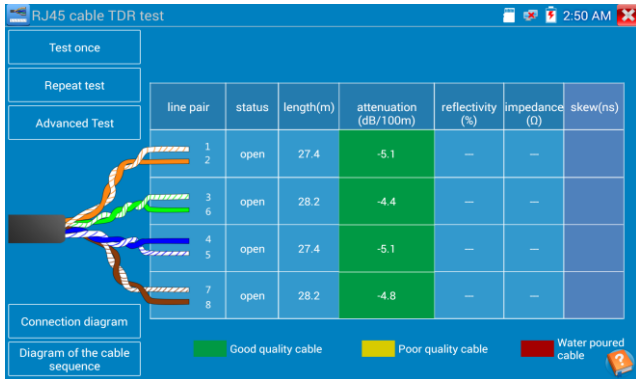 RJ45 cable TDR test
2:50 AM
Test once
Repeat test
Advanced Test
line pair status length(m) attenuation (dB/100m) reflectivity (%) impedance (Ω) skew(ns)
1
2
open 27.4 -5.1 --- ---
3
6
open 28.2 -4.4 --- ---
4
5
open 27.4 -5.1 --- ---
7
8
open 28.2 -4.8 --- ---
Connection diagram
Diagram of the cable
sequence
Good quality cable
Poor quality cable
Water poured
cable